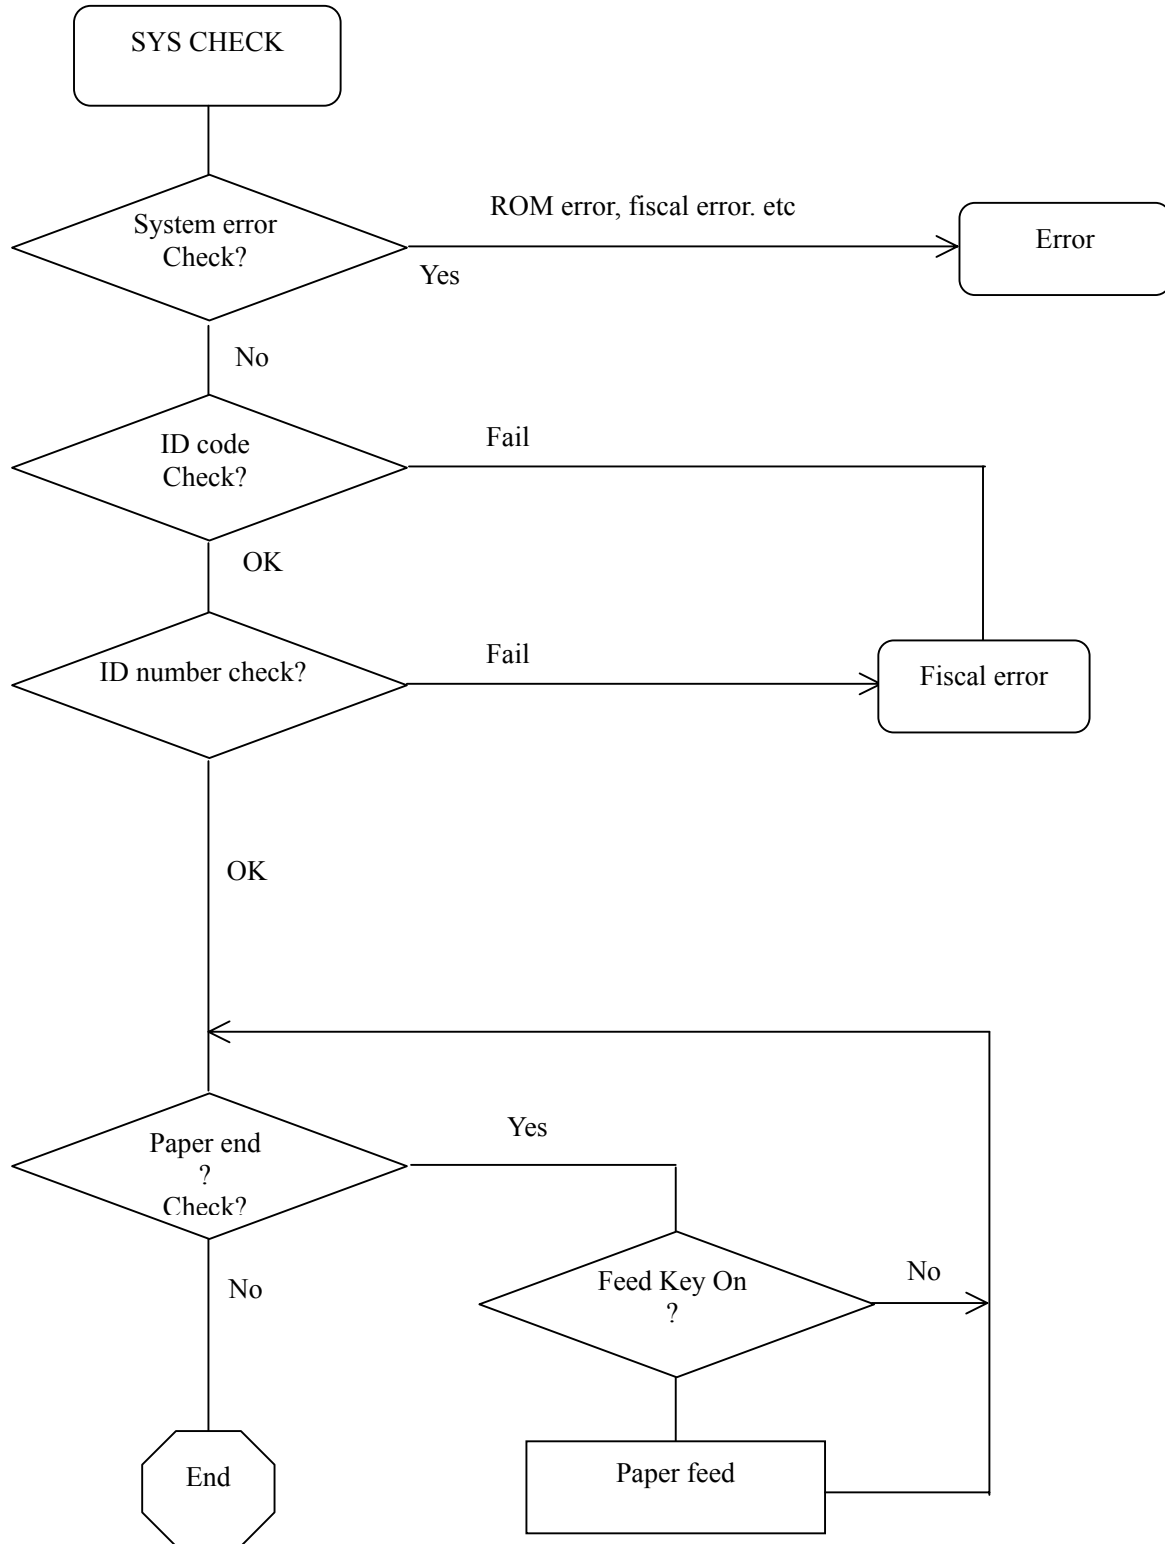 SYS CHECK
ROM error, fiscal error. etc
System error
Check?
Error
Yes
No
ID code
Check?
Fail
OK
ID number check?
Fail
Fiscal error
OK
Paper end
?
Check?
Yes
No
Feed Key On
?
No
Paper feed
End